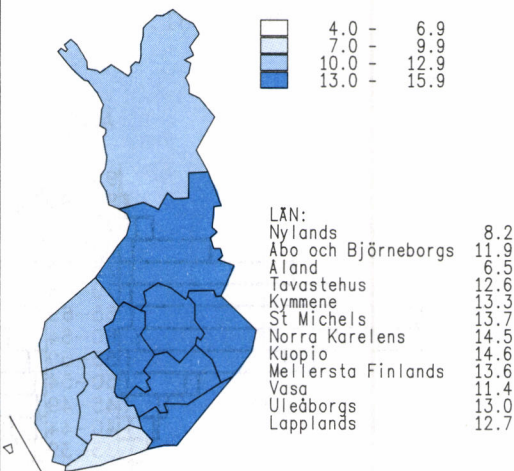 4.0 - 6.9
7.0 - 9.9
10.0 - 12.9
13.0 - 15.9
LÄN:
Nylands 8.2
Åbo och Björneborgs 11.9
Åland 6.5
Tavastehus 12.6
Kymmene 13.3
St Michels 13.7
Norra Karelens 14.5
Kuopio 14.6
Mellersta Finlands 13.6
Vasa 11.4
Uleåborgs 13.0
Lapplands 12.7